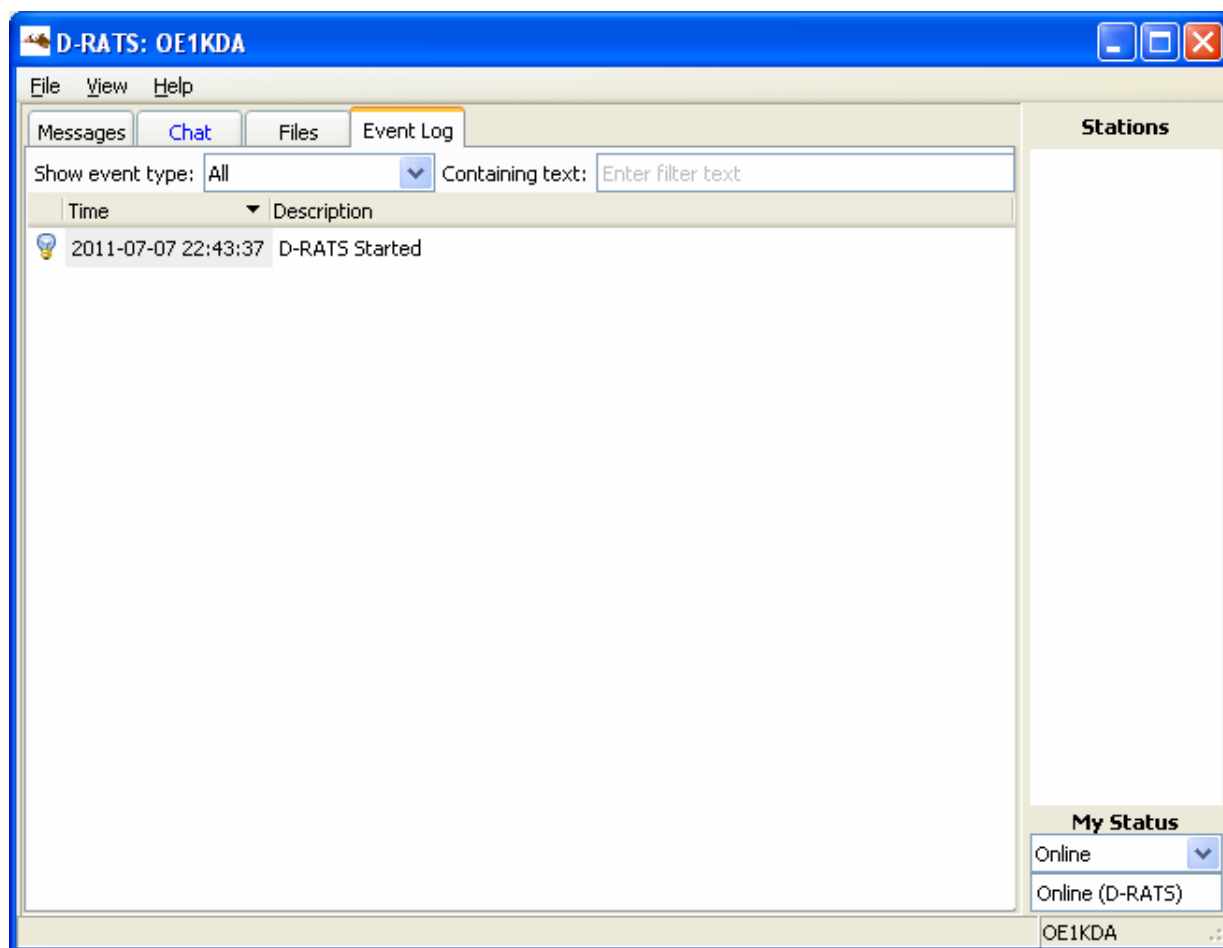 D-RATS: OE1KDA
File View Help
Messages Chat Files Event Log
Stations
Show event type: All Containing text: Enter filter text
Time Description
2011-07-07 22:43:37 D-RATS Started
My Status
Online
Online (D-RATS)
OE1KDA